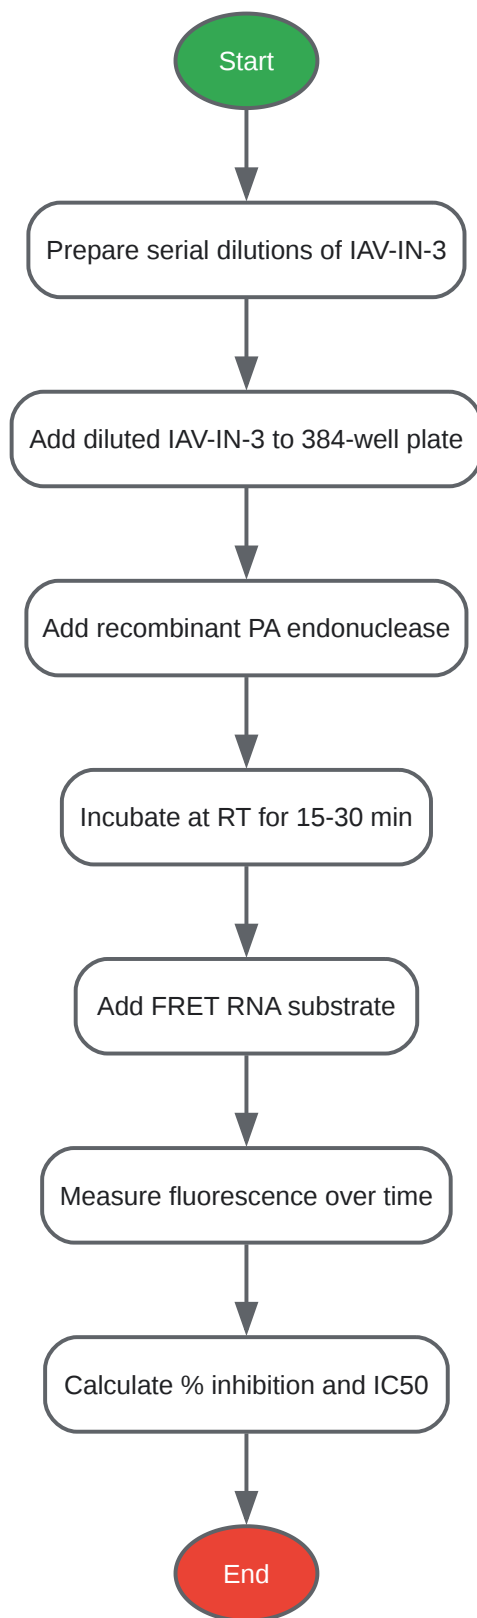 Start
Prepare serial dilutions of IAV-IN-3
Add diluted IAV-IN-3 to 384-well plate
Add recombinant PA endonuclease
Incubate at RT for 15-30 min
Add FRET RNA substrate
Measure fluorescence over time
Calculate % inhibition and IC50
End